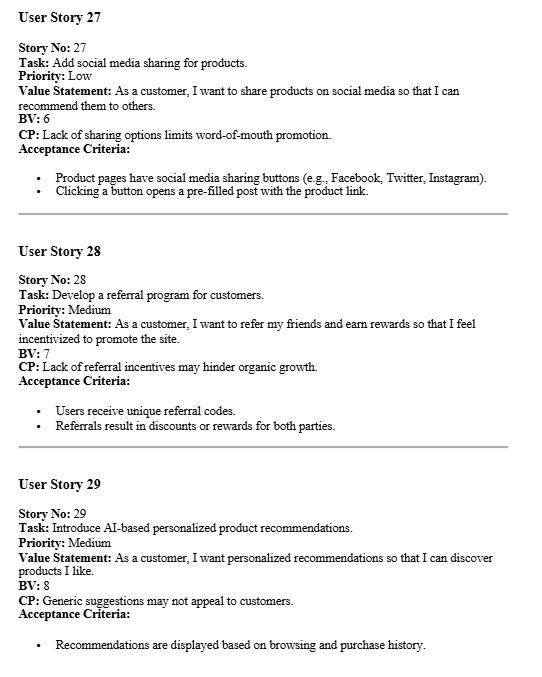 User Story 27
Story No: 27
Task: Add social media sharing for products.
Priority: Low
Value Statement: As a customer, I want to share products on social media so that I can
recommend them to others.
BV: 6
CP: Lack of sharing options limits word-of-mouth promotion.
Acceptance Criteria:
• Product pages have social media sharing buttons (e.g., Facebook, Twitter, Instagram).
• Clicking a button opens a pre-filled post with the product link.
User Story 28
Story No: 28
Task: Develop a referral program for customers.
Priority: Medium
Value Statement: As a customer, I want to refer my friends and earn rewards so that I feel
incentivized to promote the site.
BV: 7
CP: Lack of referral incentives may hinder organic growth.
Acceptance Criteria:
• Users receive unique referral codes.
• Referrals result in discounts or rewards for both parties.
User Story 29
Story No: 29
Task: Introduce AI-based personalized product recommendations.
Priority: Medium
Value Statement: As a customer, I want personalized recommendations so that I can discover
products I like.
BV: 8
CP: Generic suggestions may not appeal to customers.
Acceptance Criteria:
• Recommendations are displayed based on browsing and purchase history.